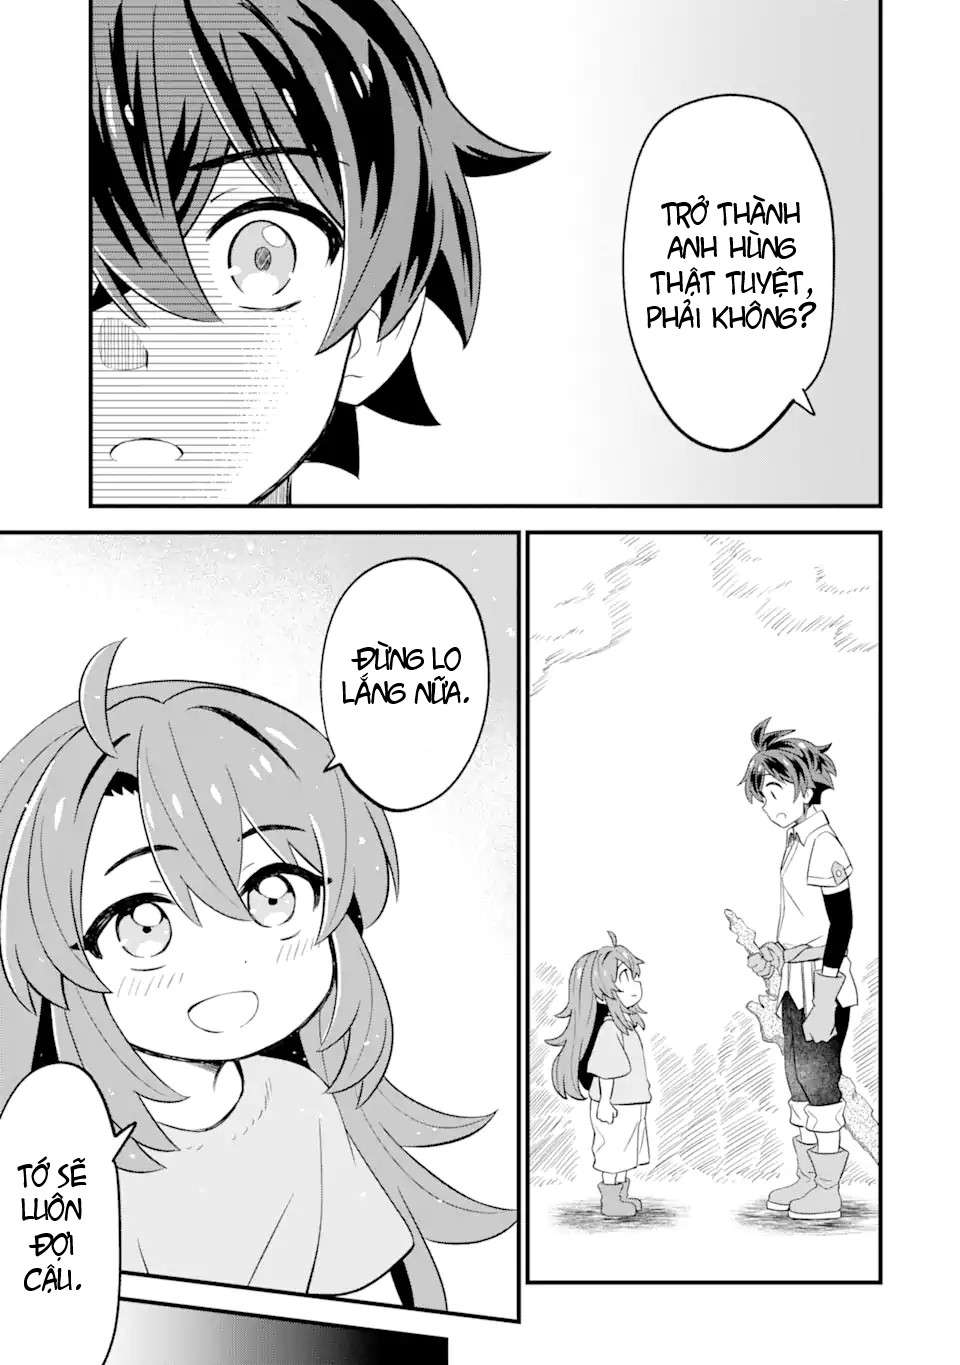 TRỞ THÀNH
ANH HÙNG
THẬT TUYỆT,
PHẢI KHÔNG?
ĐỪNG LO
LẮNG NỮA.
TỚ SẼ
LUÔN
ĐỢI
CẬU.